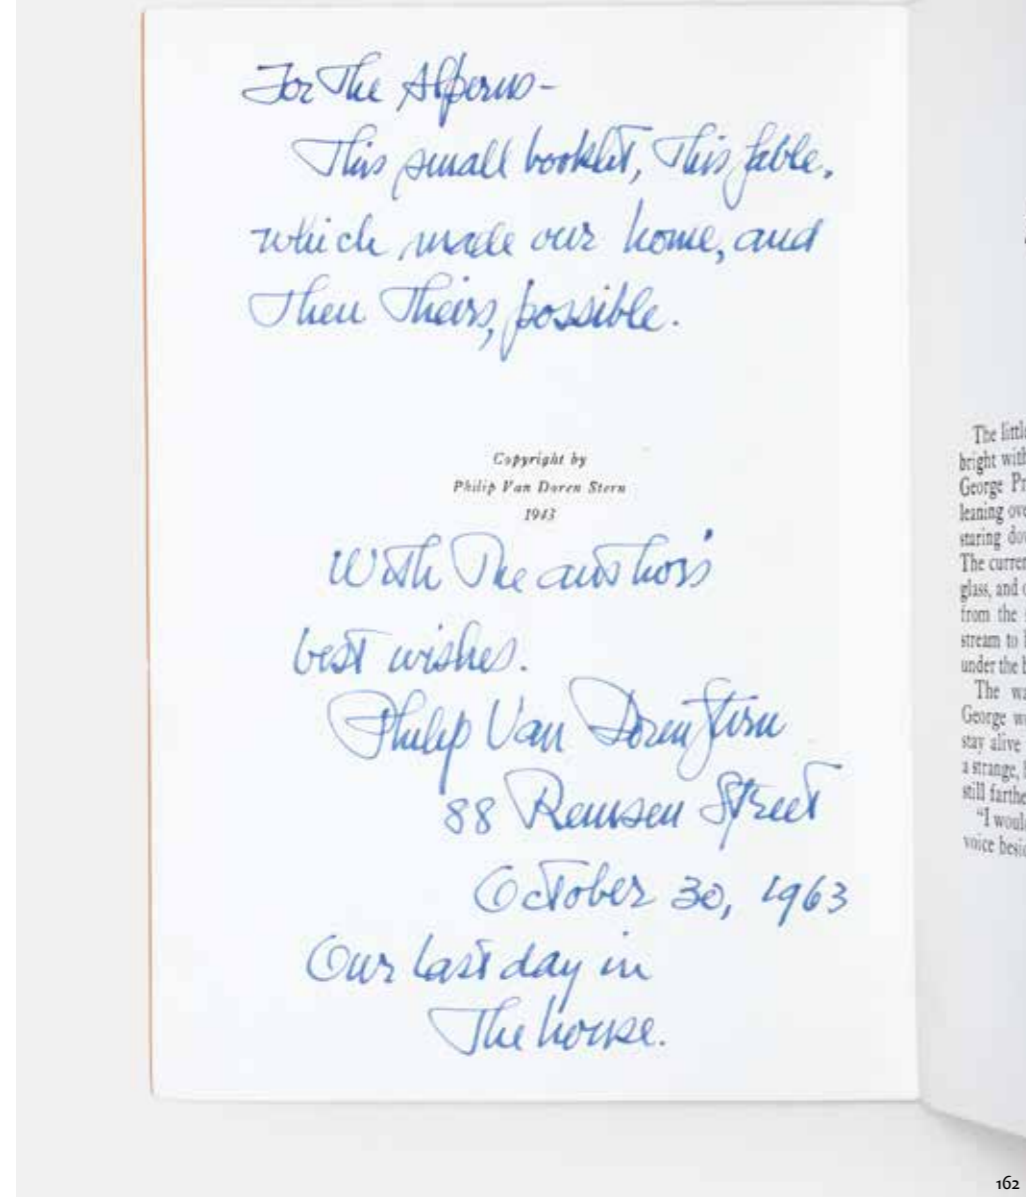 For The Alperns -
This small booklet, This fable,
which made our home, and
Then Theirs, possible.
Copyright by
Philip Van Doren Stern
1943
With The author's
best wishes.
Philip Van Doren Stern
88 Remsen Street
October 30, 1963
Our last day in
The house.
The little
bright with
George Pr
leaning ove
staring dow
The curren
glass, and
from the
stream to
under the b
The wa
George w
stay alive
a strange,
still farthe
"I would
voice besid
162